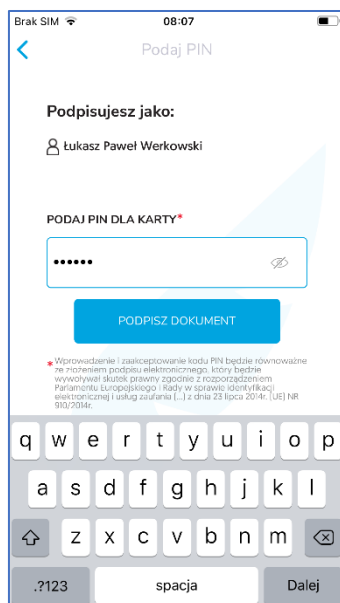 Brak SIM 08:07
Podaj PIN
Podpisujesz jako:
Łukasz Paweł Werkowski
PODAJ PIN DLA KARTY*
••••••
PODPISZ DOKUMENT
* Wprowadzenie i zaakceptowanie kodu PIN będzie równoważne
ze złożeniem podpisu elektronicznego, który będzie
wywoływał skutek prawny zgodnie z rozporządzeniem
Parlamentu Europejskiego i Rady w sprawie identyfikacji
elektronicznej i usług zaufania (...) z dnia 23 lipca 2014r. (UE) NR
910/2014r.
q w e r t y u i o p
a s d f g h j k l
z x c v b n m
.?123 spacja Dalej